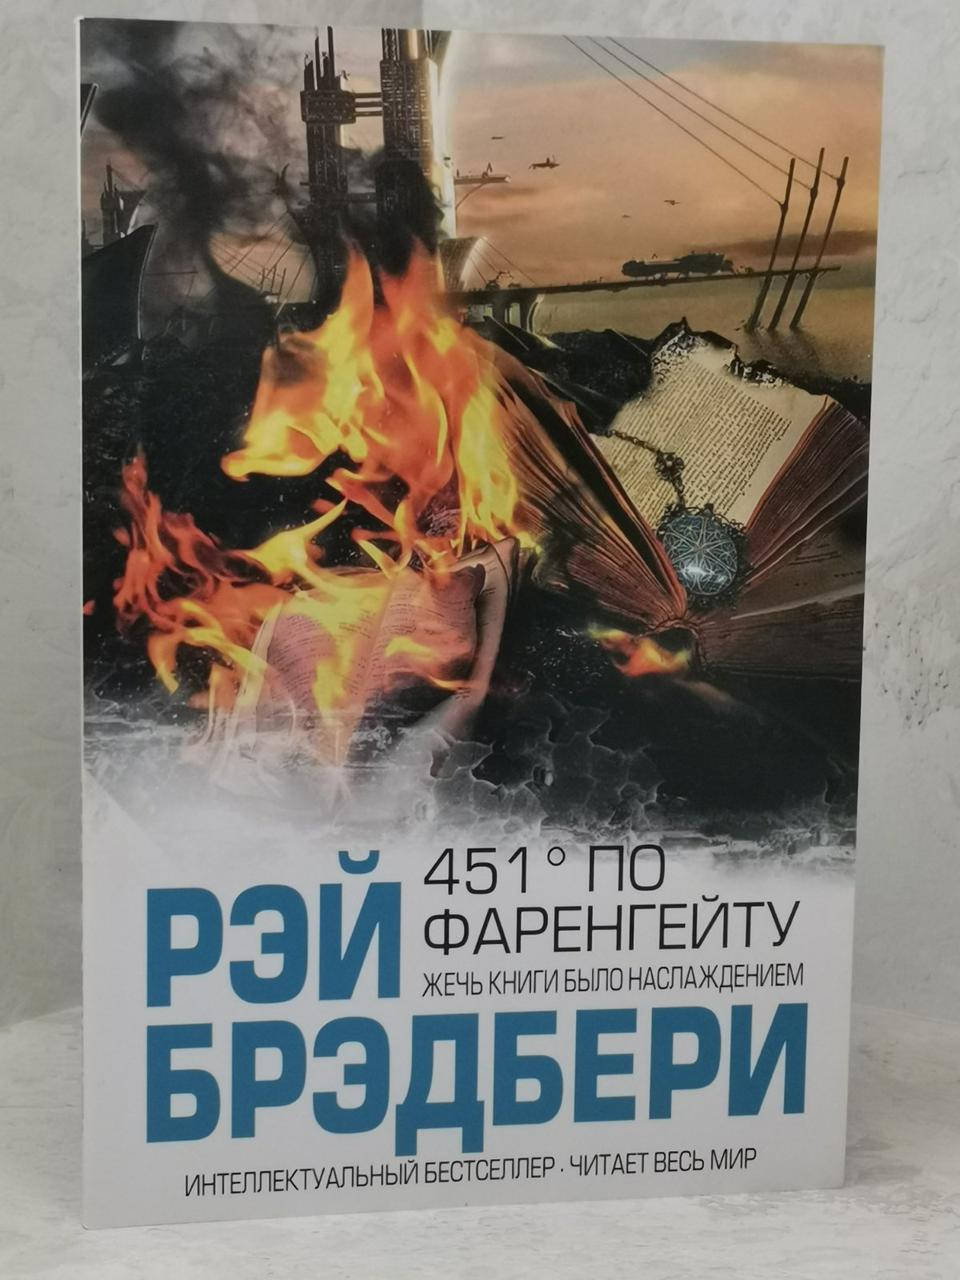 451° ПО
ФАРЕНГЕЙТУ
ЖЕЧЬ КНИГИ БЫЛО НАСЛАЖДЕНИЕМ
РЭЙ
БРЭДБЕРИ
ИНТЕЛЛЕКТУАЛЬНЫЙ БЕСТСЕЛЛЕР · ЧИТАЕТ ВЕСЬ МИР